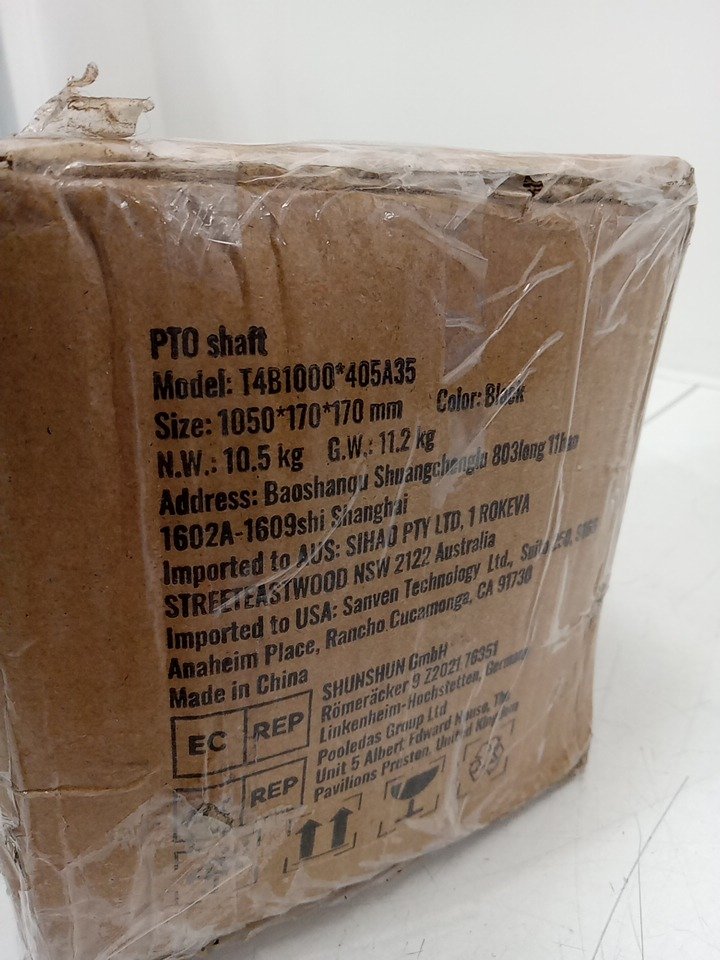 PTO shaft
Model: T4B1000*405A35
Size: 1050*170*170 mm Color: Black
N.W.: 10.5 kg G.W.: 11.2 kg
Address: Baoshanqu Shuangchenglu 803long 11hao
1602A-1609shi Shanghai
Imported to AUS: SIHAO PTY LTD, 1 ROKEVA
STREETEASTWOOD NSW 2122 Australia
Imported to USA: Sanven Technology Ltd., Suite 250, 9166
Anaheim Place, Rancho Cucamonga, CA 91730
Made in China
EC REP
SHUNSHUN GmbH
Römeräcker 9 Z2021 76351
Linkenheim-Hochstetten, Germany
REP
Pooledas Group Ltd
Unit 5 Albert Edward House, The
Pavilions Preston, United Kingdom